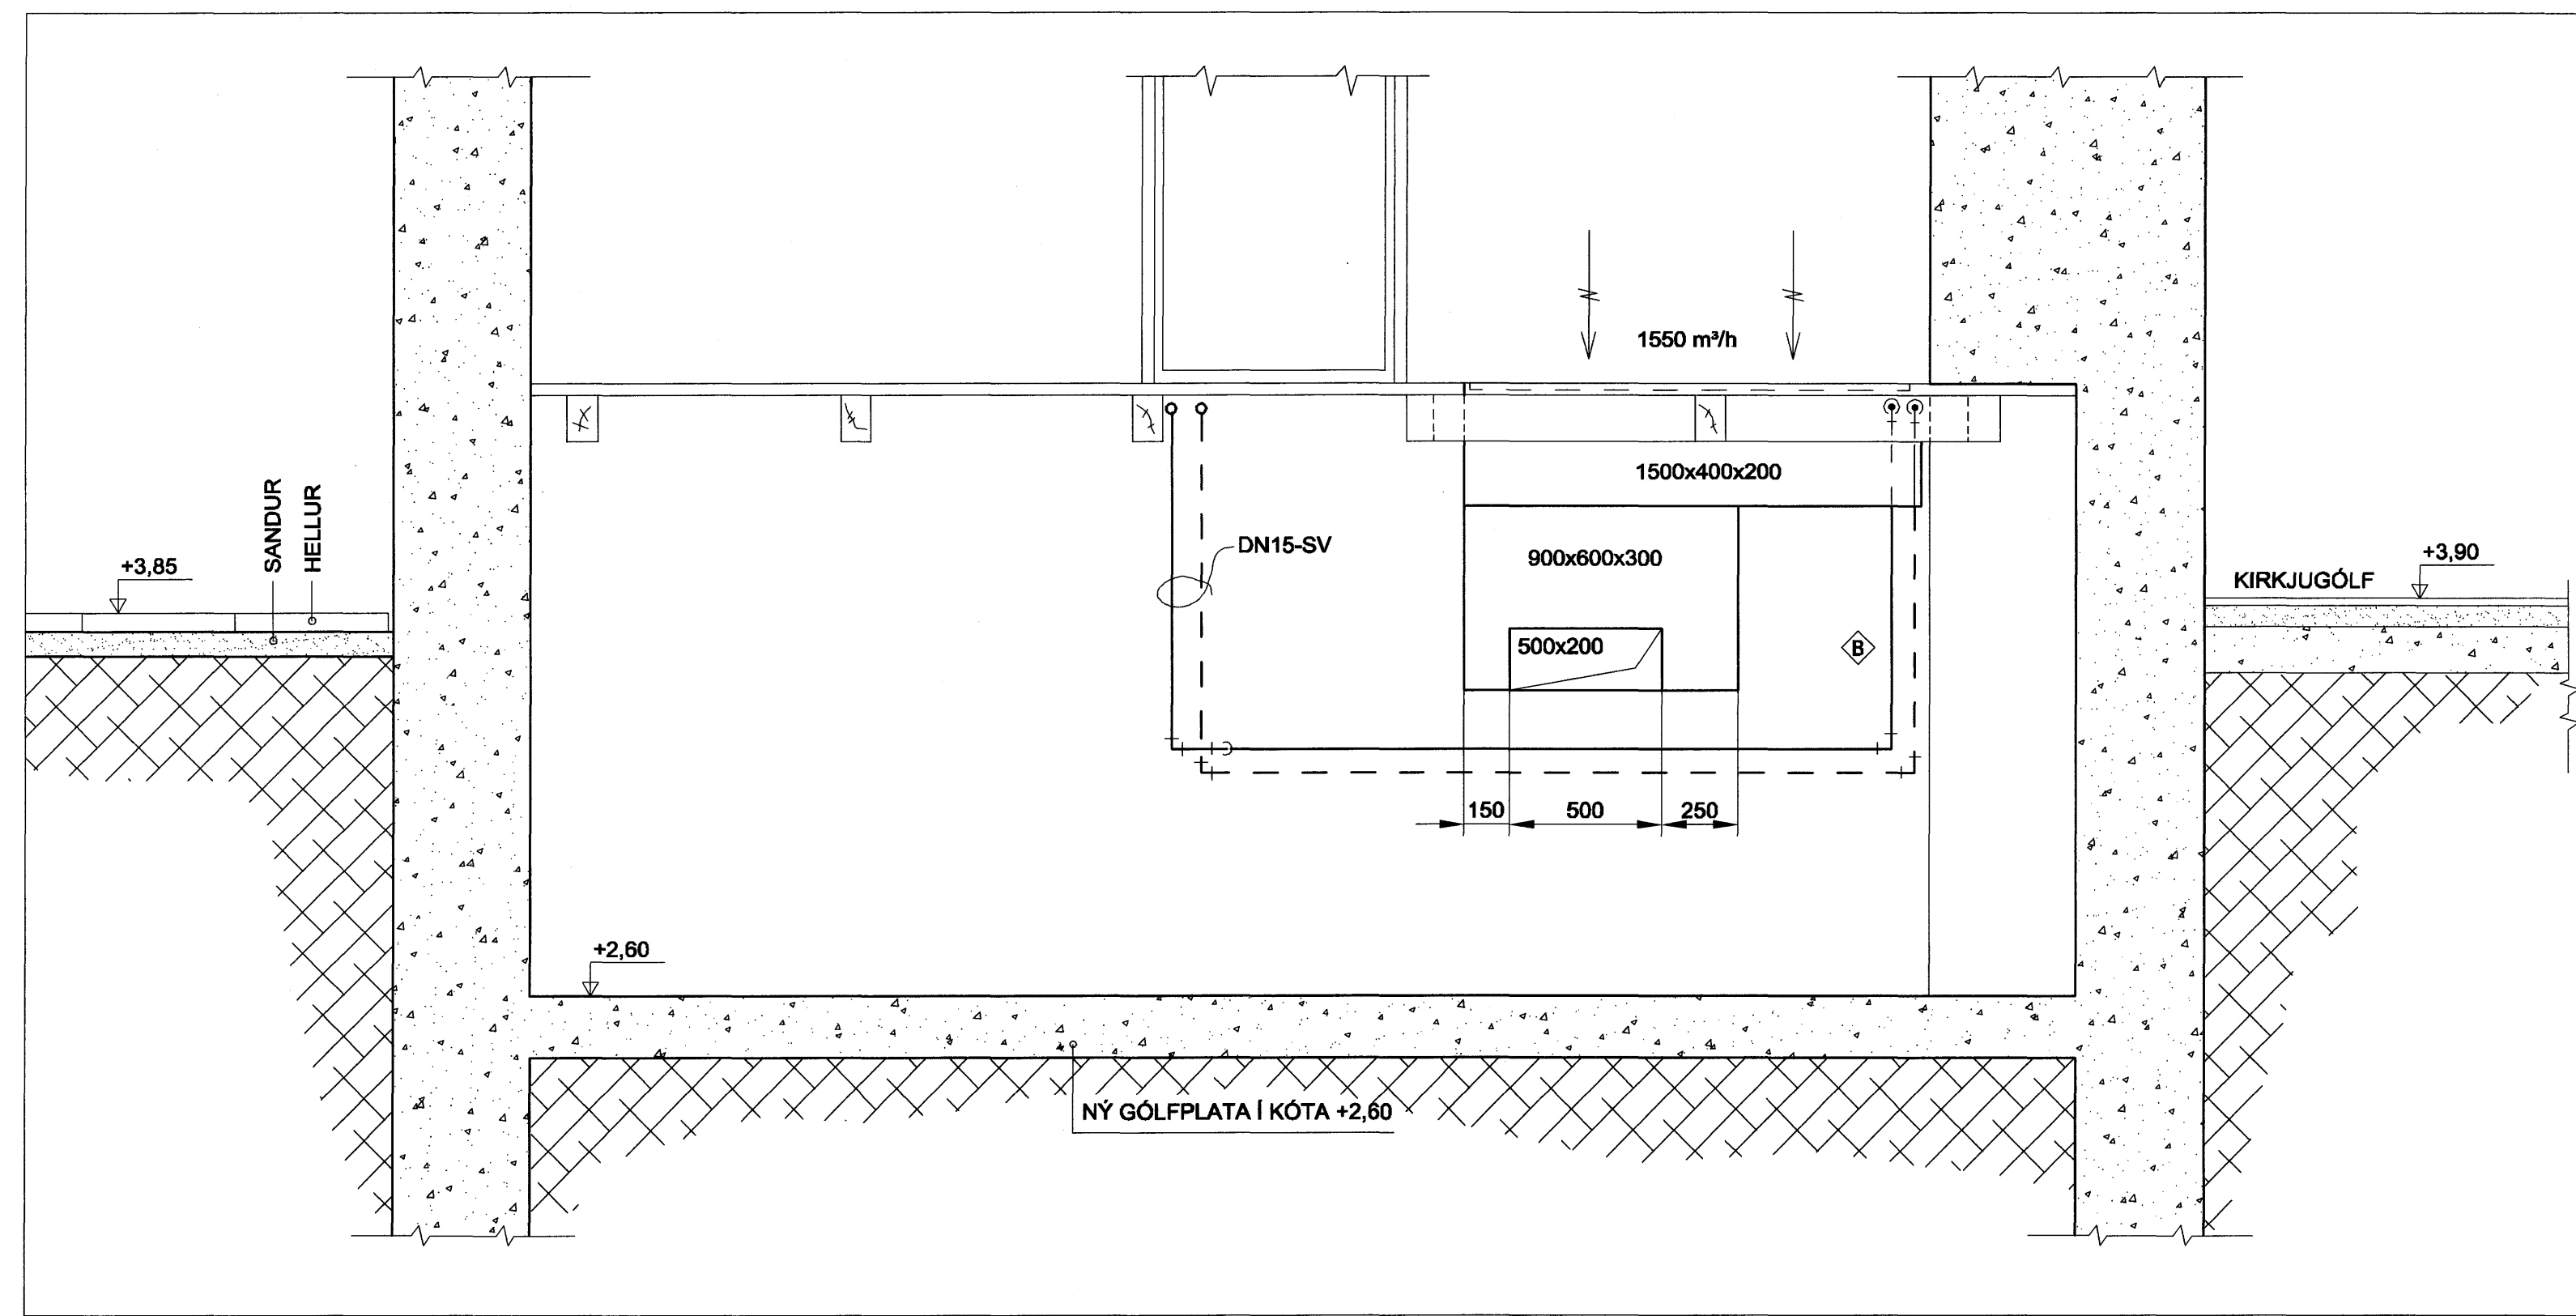 1550 m³/h
1500x400x200
SANDUR
HELLUR
DN15-SV
+3,85
900x600x300
+3,90
KIRKJUGÓLF
500x200
B
150
500
250
+2,60
NÝ GÓLFPLATA Í KÓTA +2,60